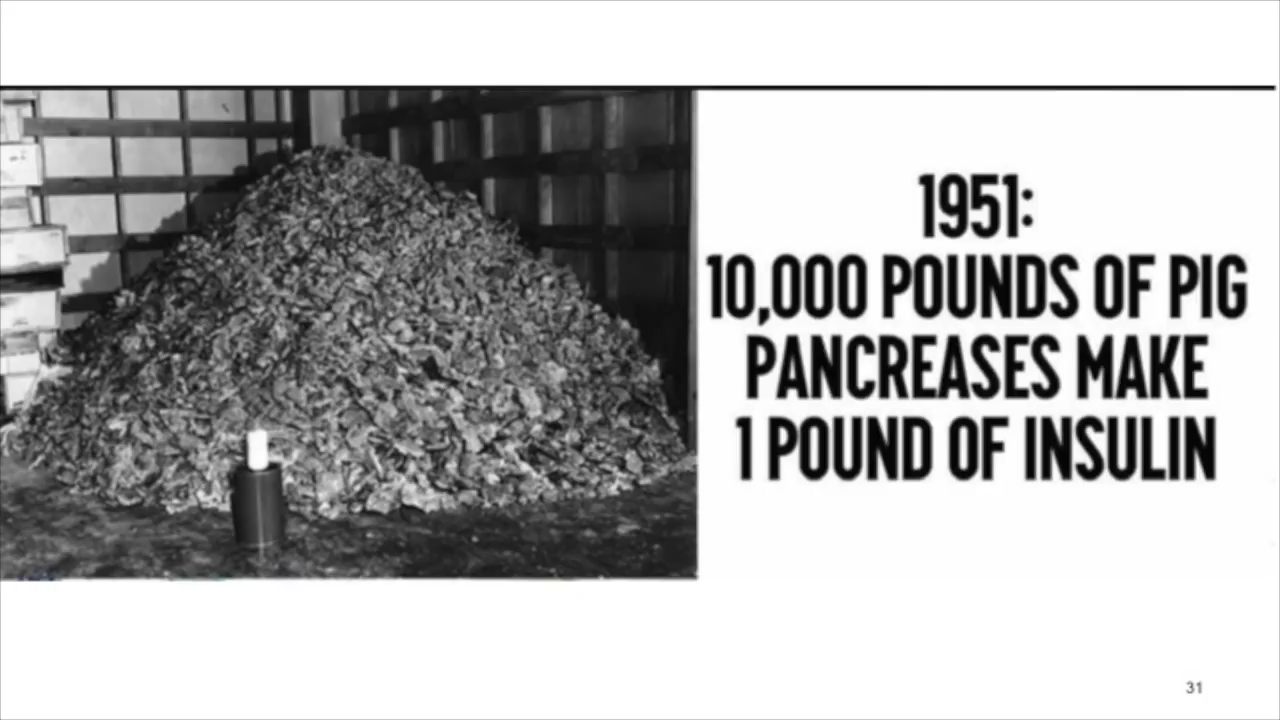 1951:
10,000 POUNDS OF PIG
PANCREASES MAKE
1 POUND OF INSULIN
31